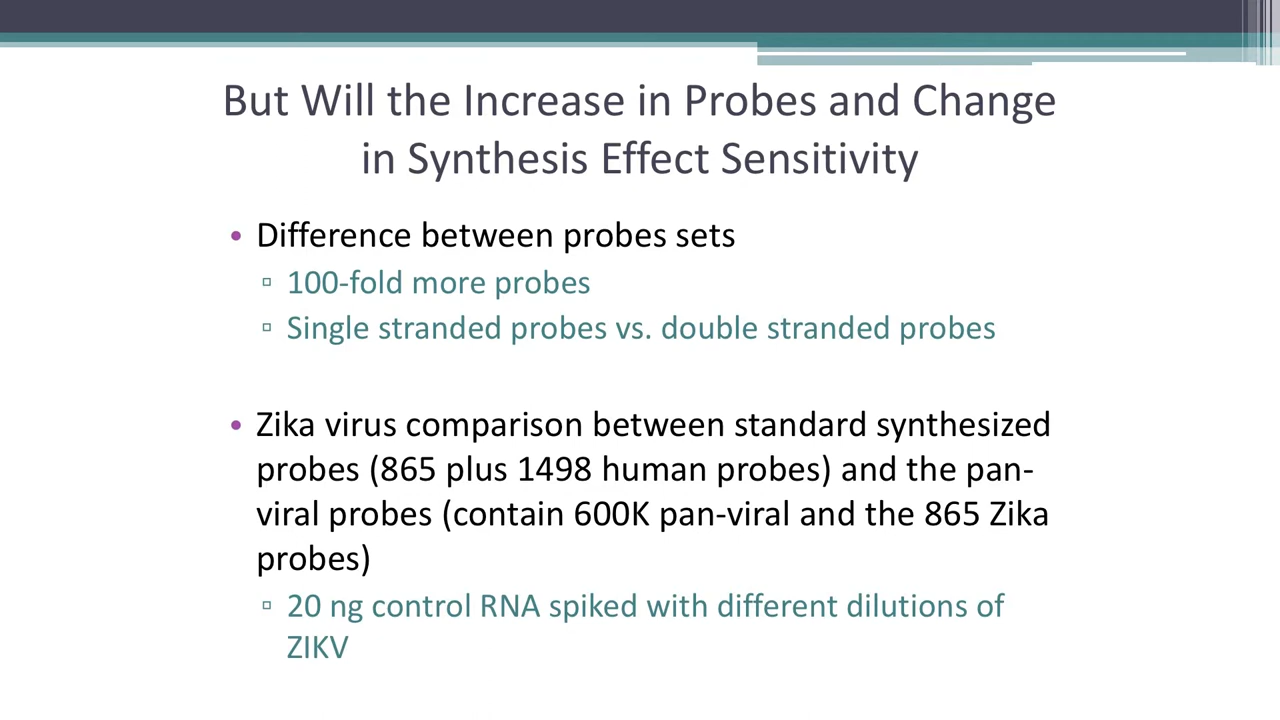 But Will the Increase in Probes and Change
in Synthesis Effect Sensitivity
• Difference between probes sets
▫ 100-fold more probes
▫ Single stranded probes vs. double stranded probes
• Zika virus comparison between standard synthesized
probes (865 plus 1498 human probes) and the pan-
viral probes (contain 600K pan-viral and the 865 Zika
probes)
▫ 20 ng control RNA spiked with different dilutions of
ZIKV